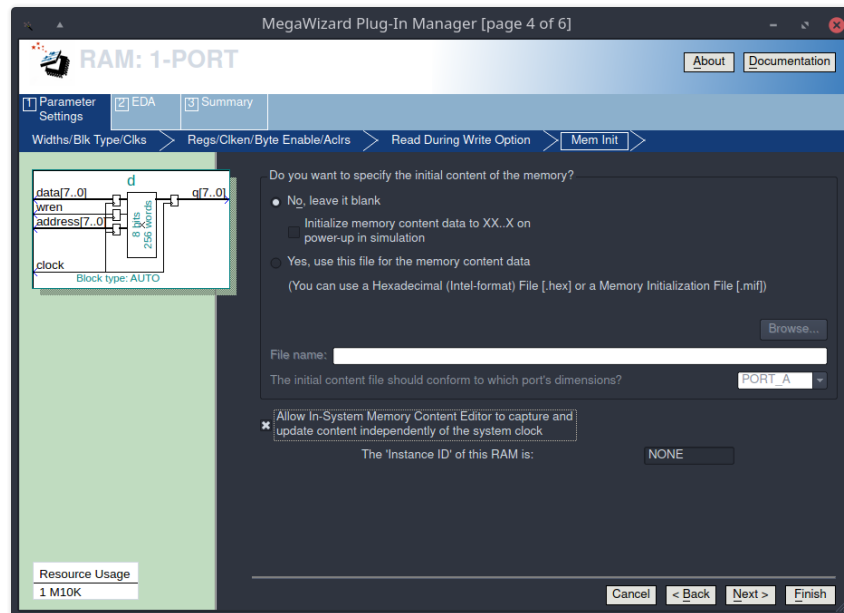 MegaWizard Plug-In Manager [page 4 of 6]
RAM: 1-PORT
About
Documentation
1 Parameter Settings
2 EDA
3 Summary
Widths/Blk Type/Clks
Regs/Clken/Byte Enable/Aclrs
Read During Write Option
Mem Init
d
data[7..0]
q[7..0]
wren
address[7..0]
8 bits
x
256 words
clock
Block type: AUTO
Do you want to specify the initial content of the memory?
No, leave it blank
Initialize memory content data to XX..X on
power-up in simulation
Yes, use this file for the memory content data
(You can use a Hexadecimal (Intel-format) File [.hex] or a Memory Initialization File [.mif])
Browse...
File name:
The initial content file should conform to which port's dimensions?
PORT_A
Allow In-System Memory Content Editor to capture and
update content independently of the system clock
The 'Instance ID' of this RAM is:
NONE
Resource Usage
1 M10K
Cancel
< Back
Next >
Finish